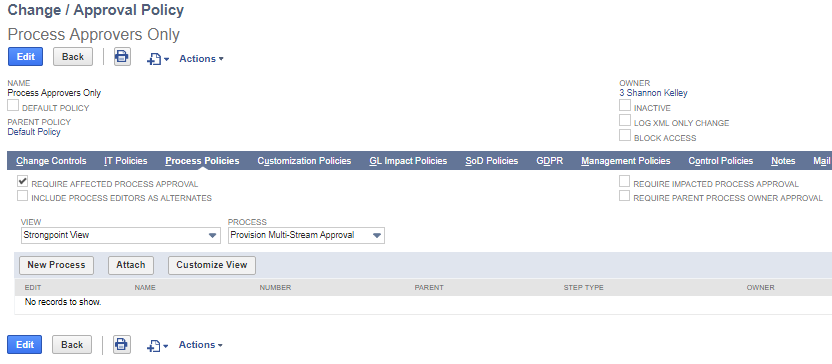 Change / Approval Policy
Process Approvers Only
Edit Back Actions
NAME
Process Approvers Only
DEFAULT POLICY
PARENT POLICY
Default Policy
OWNER
3 Shannon Kelley
INACTIVE
LOG XML ONLY CHANGE
BLOCK ACCESS
Change Controls IT Policies Process Policies Customization Policies GL Impact Policies SoD Policies GDPR Management Policies Control Policies Notes Mail
REQUIRE AFFECTED PROCESS APPROVAL
INCLUDE PROCESS EDITORS AS ALTERNATES
REQUIRE IMPACTED PROCESS APPROVAL
REQUIRE PARENT PROCESS OWNER APPROVAL
VIEW
Strongpoint View
PROCESS
Provision Multi-Stream Approval
New Process Attach Customize View
EDIT NAME NUMBER PARENT STEP TYPE OWNER
No records to show.
Edit Back Actions